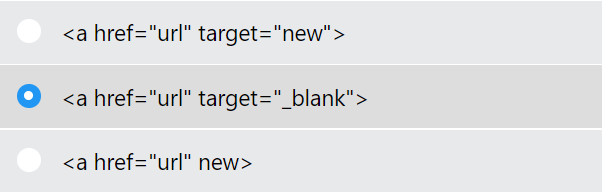 <a href="url" target="new">
<a href="url" target="_blank">
<a href="url" new>